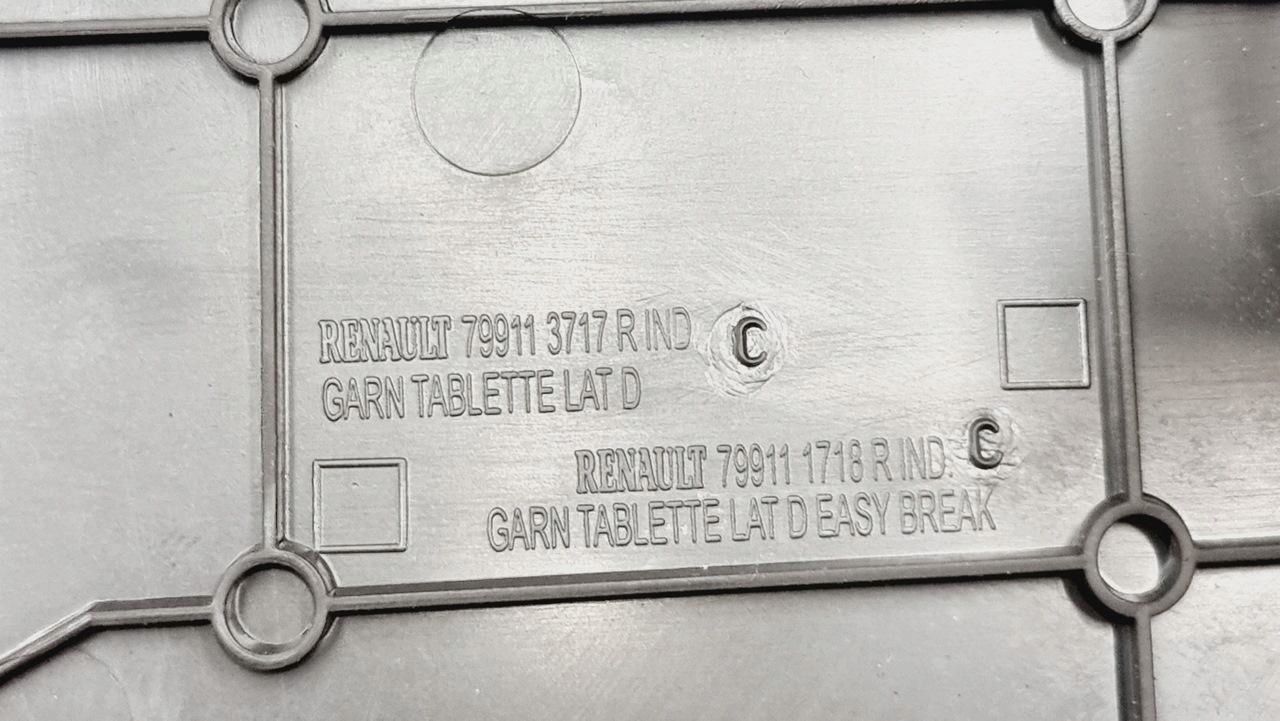 RENAULT 79911 3717 R IND C
GARN TABLETTE LAT D
RENAULT 79911 1718 R IND. C
GARN TABLETTE LAT D EASY BREAK